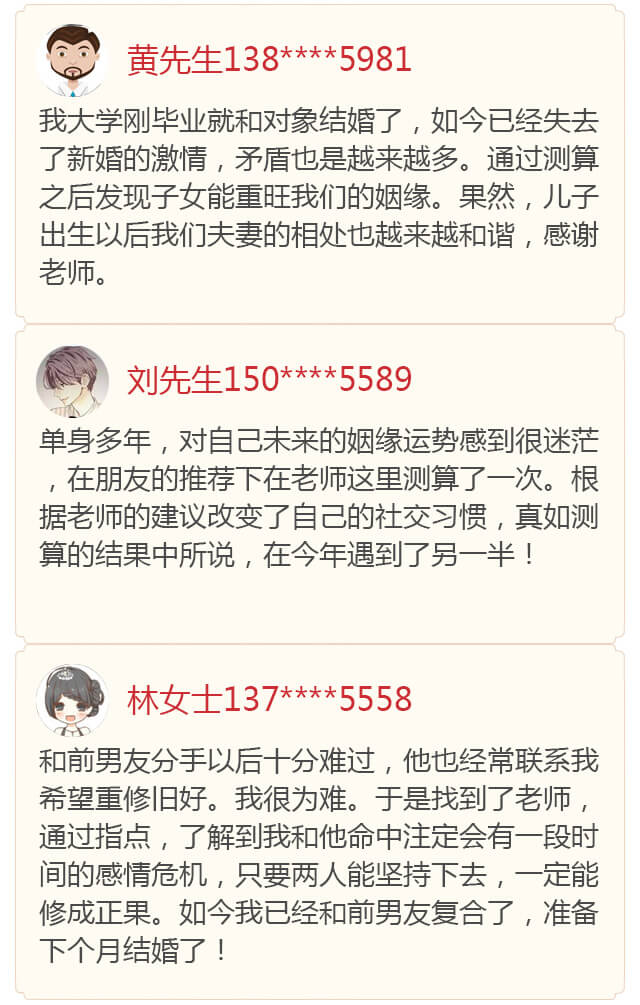 黄先生138****5981
我大学刚毕业就和对象结婚了，如今已经失去
了新婚的激情，矛盾也是越来越多。通过测算
之后发现子女能重旺我们的姻缘。果然，儿子
出生以后我们夫妻的相处也越来越和谐，感谢
老师。
刘先生150****5589
单身多年，对自己未来的姻缘运势感到很迷茫
，在朋友的推荐下在老师这里测算了一次。根
据老师的建议改变了自己的社交习惯，真如测
算的结果中所说，在今年遇到了另一半！
林女士137****5558
和前男友分手以后十分难过，他也经常联系我
希望重修旧好。我很为难。于是找到了老师，
通过指点，了解到我和他命中注定会有一段时
间的感情危机，只要两人能坚持下去，一定能
修成正果。如今我已经和前男友复合了，准备
下个月结婚了！